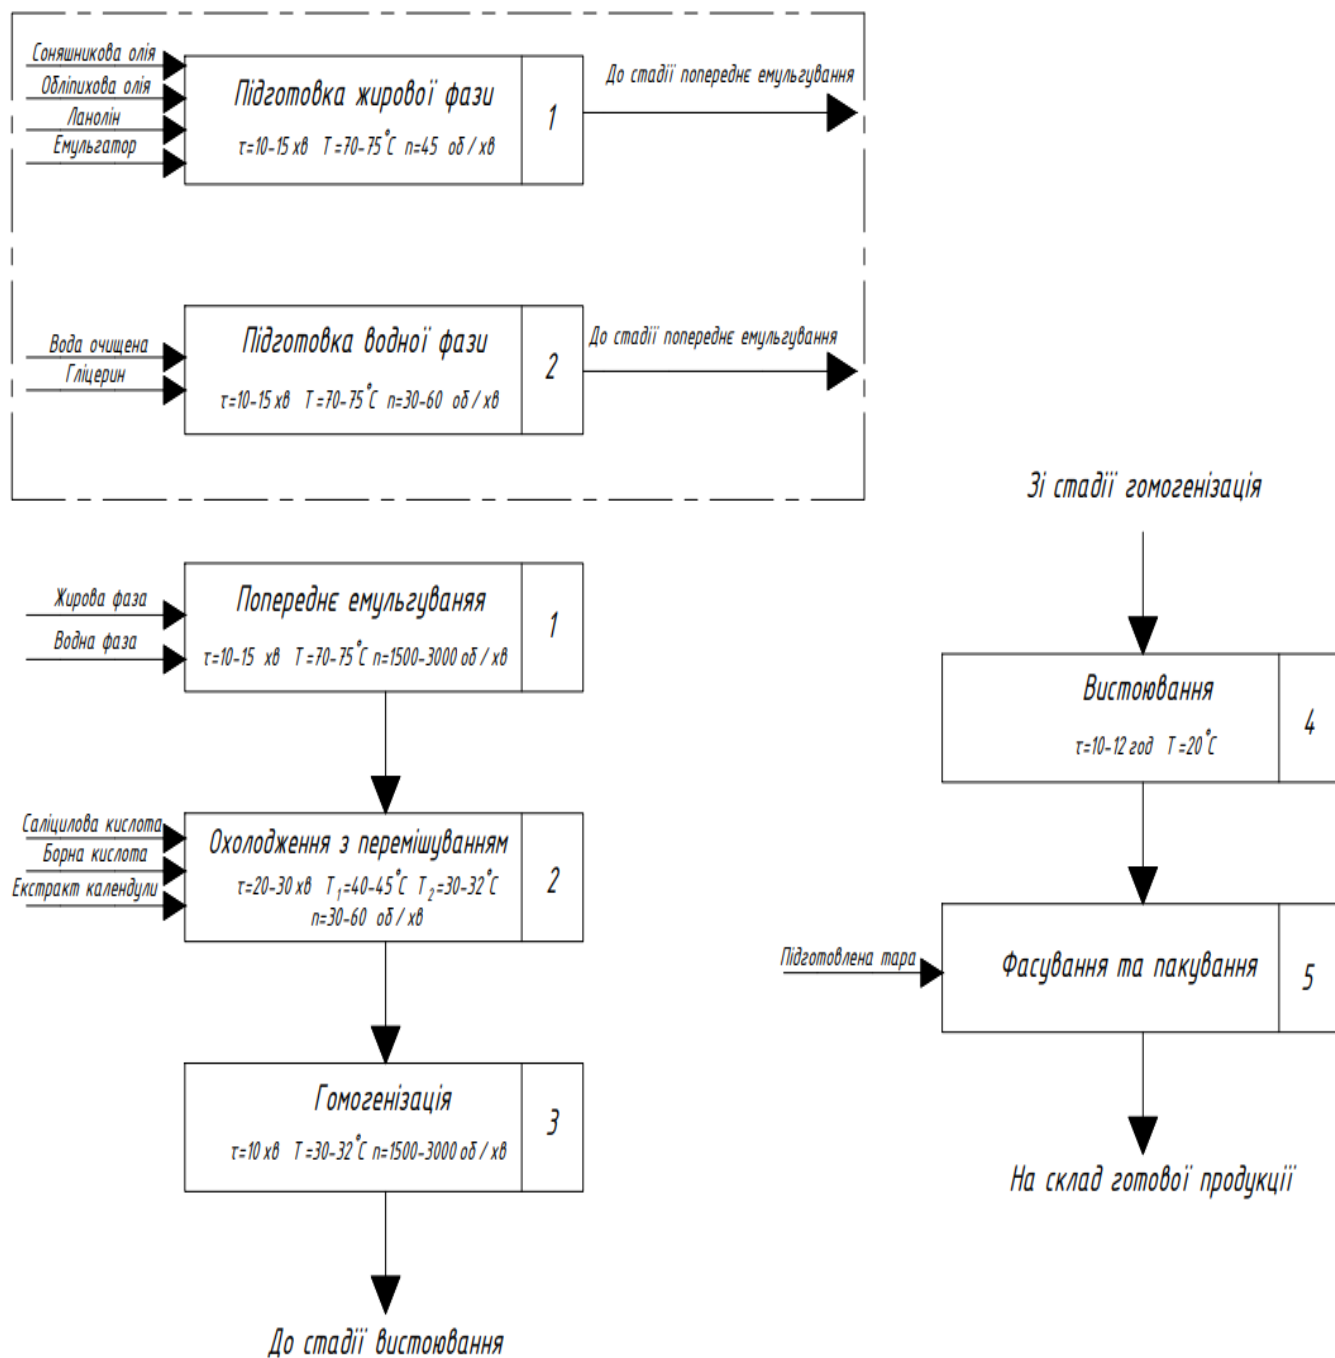 Соняшникова олія
Обліпихова олія
Ланолін
Емульгатор
Підготовка жирової фази
τ=10-15 хв T=70-75°C n=45 об/хв
1
До стадії попереднє емульгування
Вода очищена
Гліцерин
Підготовка водної фази
τ=10-15 хв T=70-75°C n=30-60 об/хв
2
До стадії попереднє емульгування
Жирова фаза
Водна фаза
Попереднє емульгуваняя
τ=10-15 хв T=70-75°C n=1500-3000 об/хв
1
Саліцилова кислота
Борна кислота
Екстракт календули
Охолодження з перемішуванням
τ=20-30 хв T₁=40-45°C T₂=30-32°C
n=30-60 об/хв
2
Гомогенізація
τ=10 хв T=30-32°C n=1500-3000 об/хв
3
До стадії вистоювання
Зі стадії гомогенізація
Вистоювання
τ=10-12 год T=20°C
4
Підготовлена тара
Фасування та пакування
5
На склад готової продукції